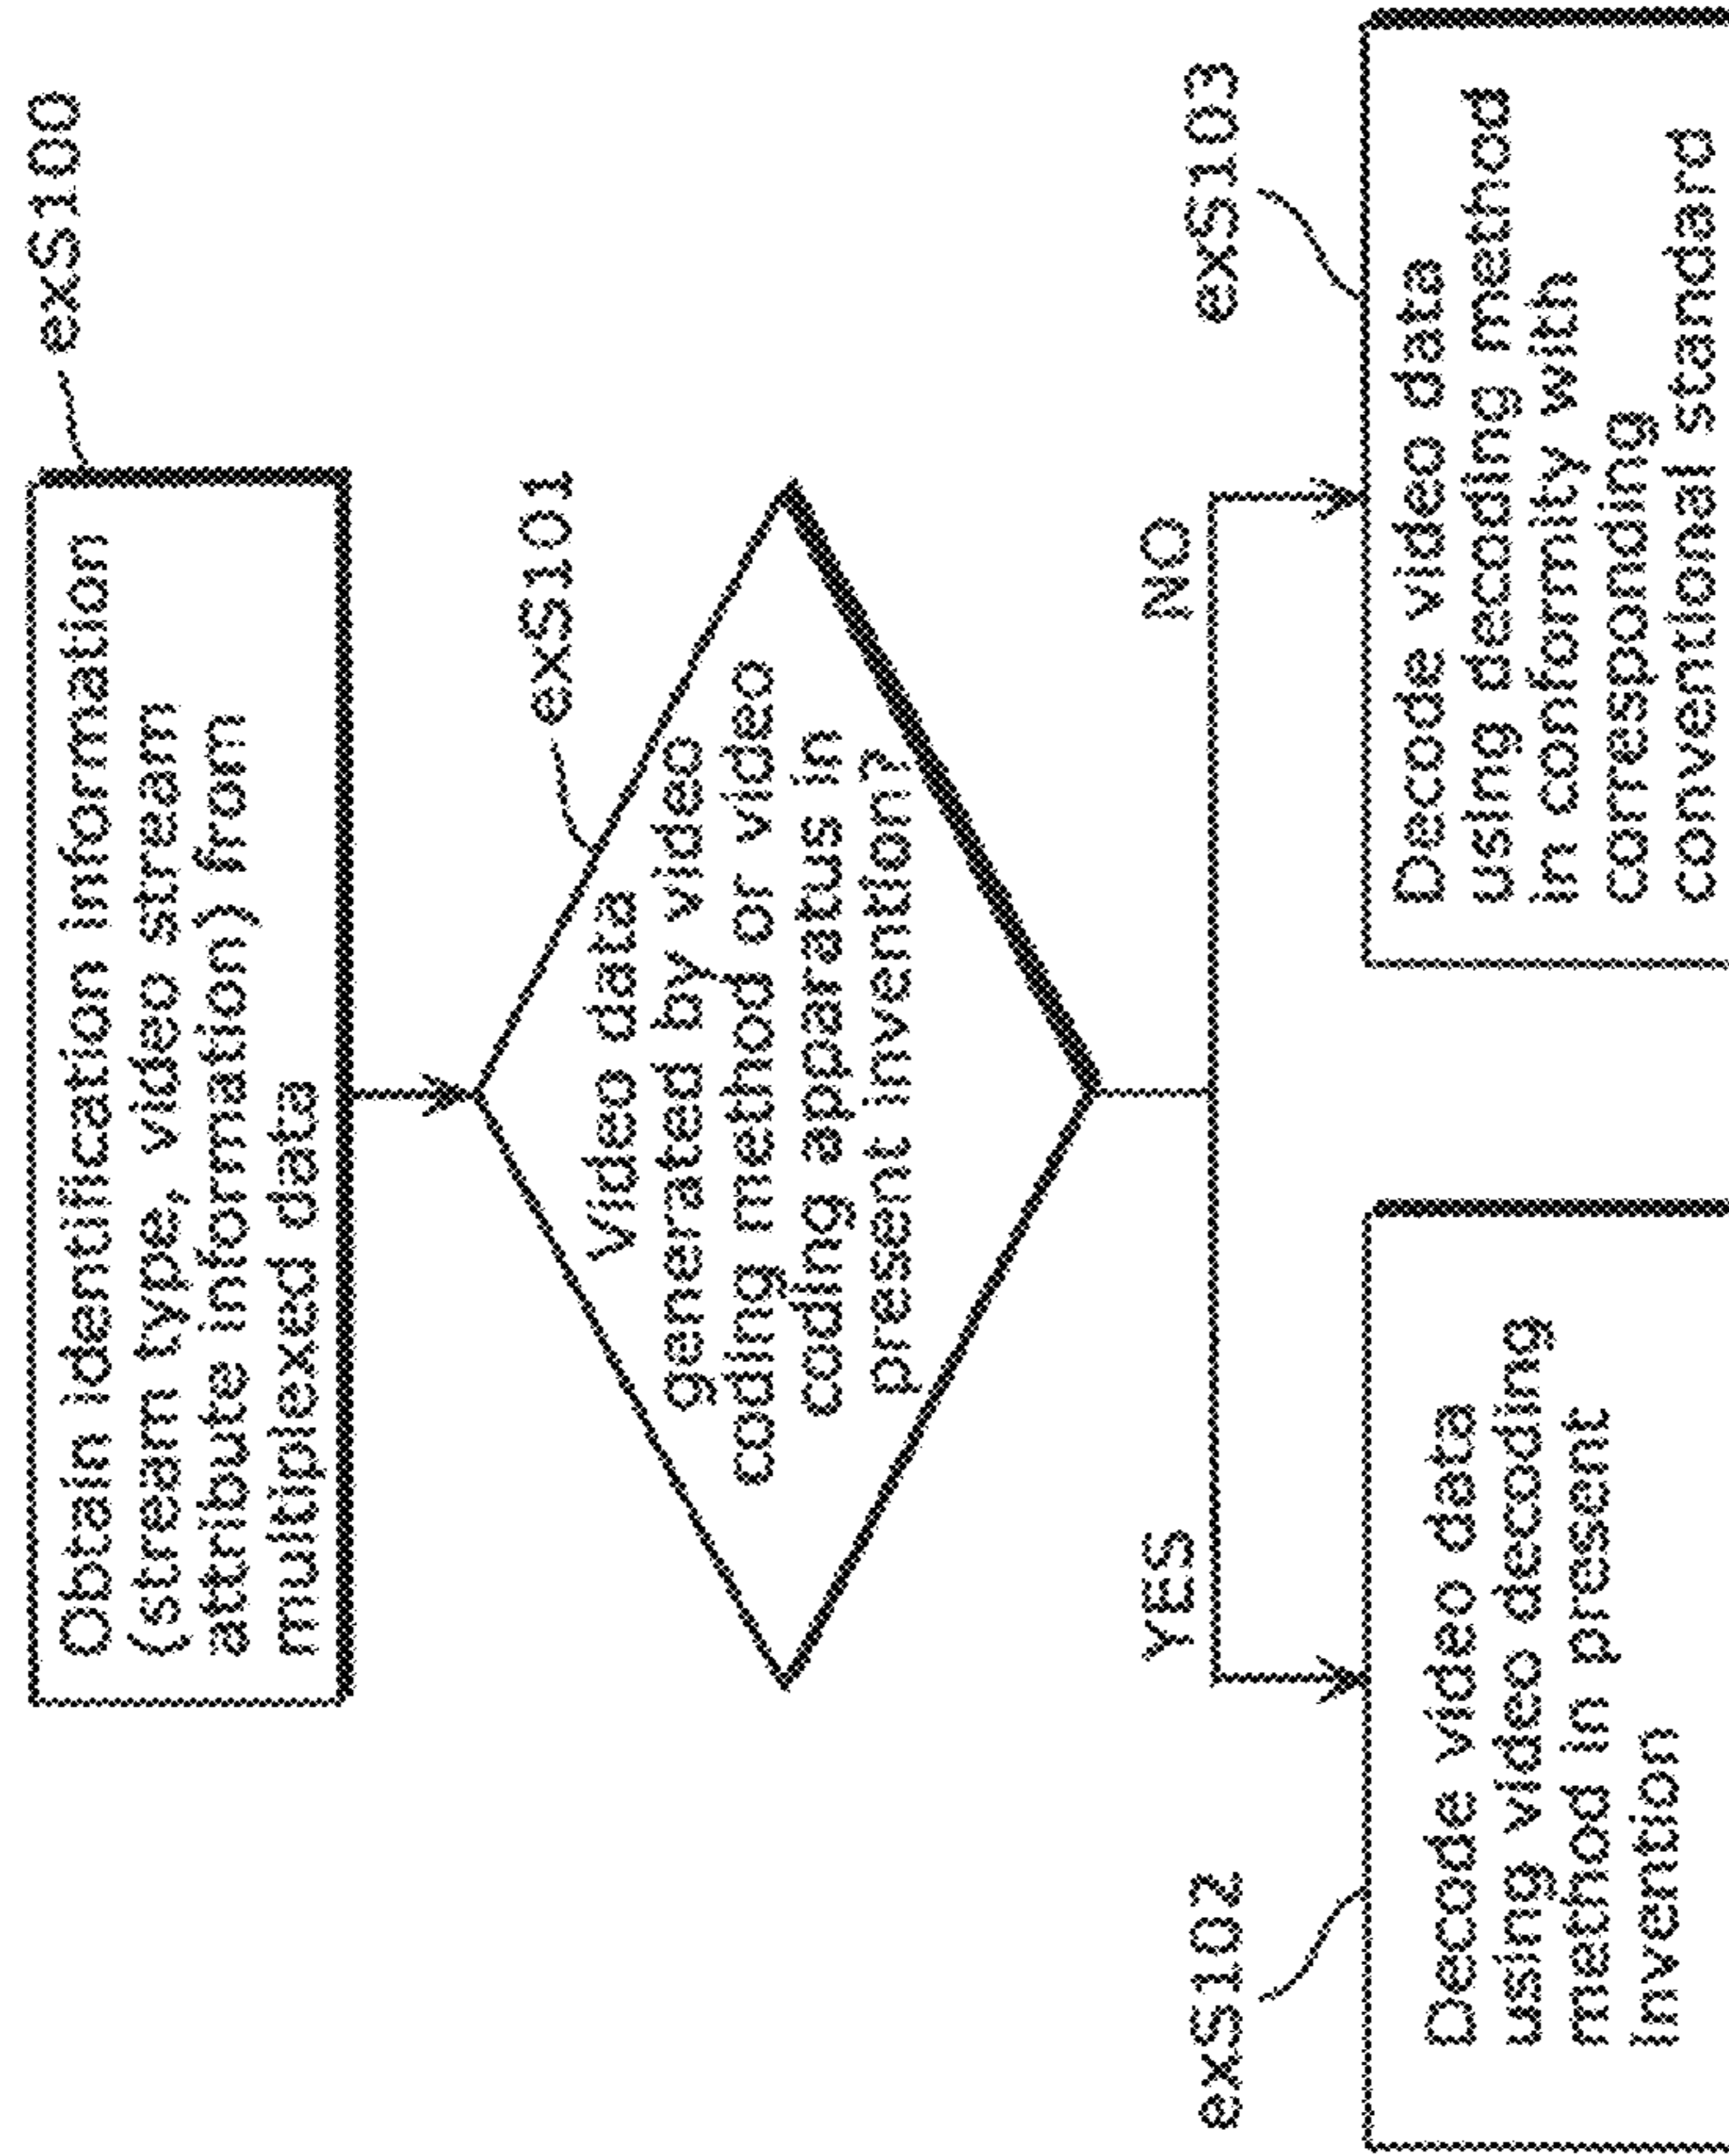 exS100
Obtain identification information
(stream type, video stream
attribute information) from
multiplexed data
exS101
Video data
generated by video
coding method or video
coding apparatus in
present invention?
YES
NO
exS102
Decode video data
using video decoding
method in present
invention
exS103
Decode video data
using decoding method
in conformity with
corresponding
conventional standard